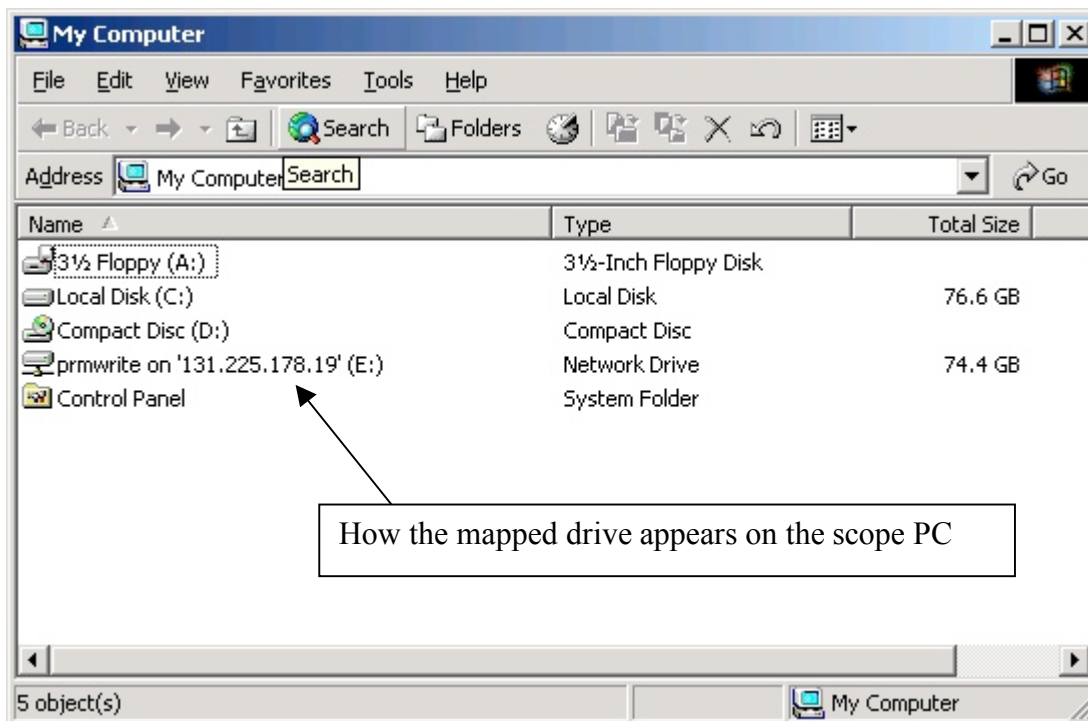 My Computer
File Edit View Favorites Tools Help
Back Search Folders
Address My Computer Search Go
Name Type Total Size
3½ Floppy (A:) 3½-Inch Floppy Disk
Local Disk (C:) Local Disk 76.6 GB
Compact Disc (D:) Compact Disc
prmwrite on '131.225.178.19' (E:) Network Drive 74.4 GB
Control Panel System Folder
How the mapped drive appears on the scope PC
5 object(s) My Computer